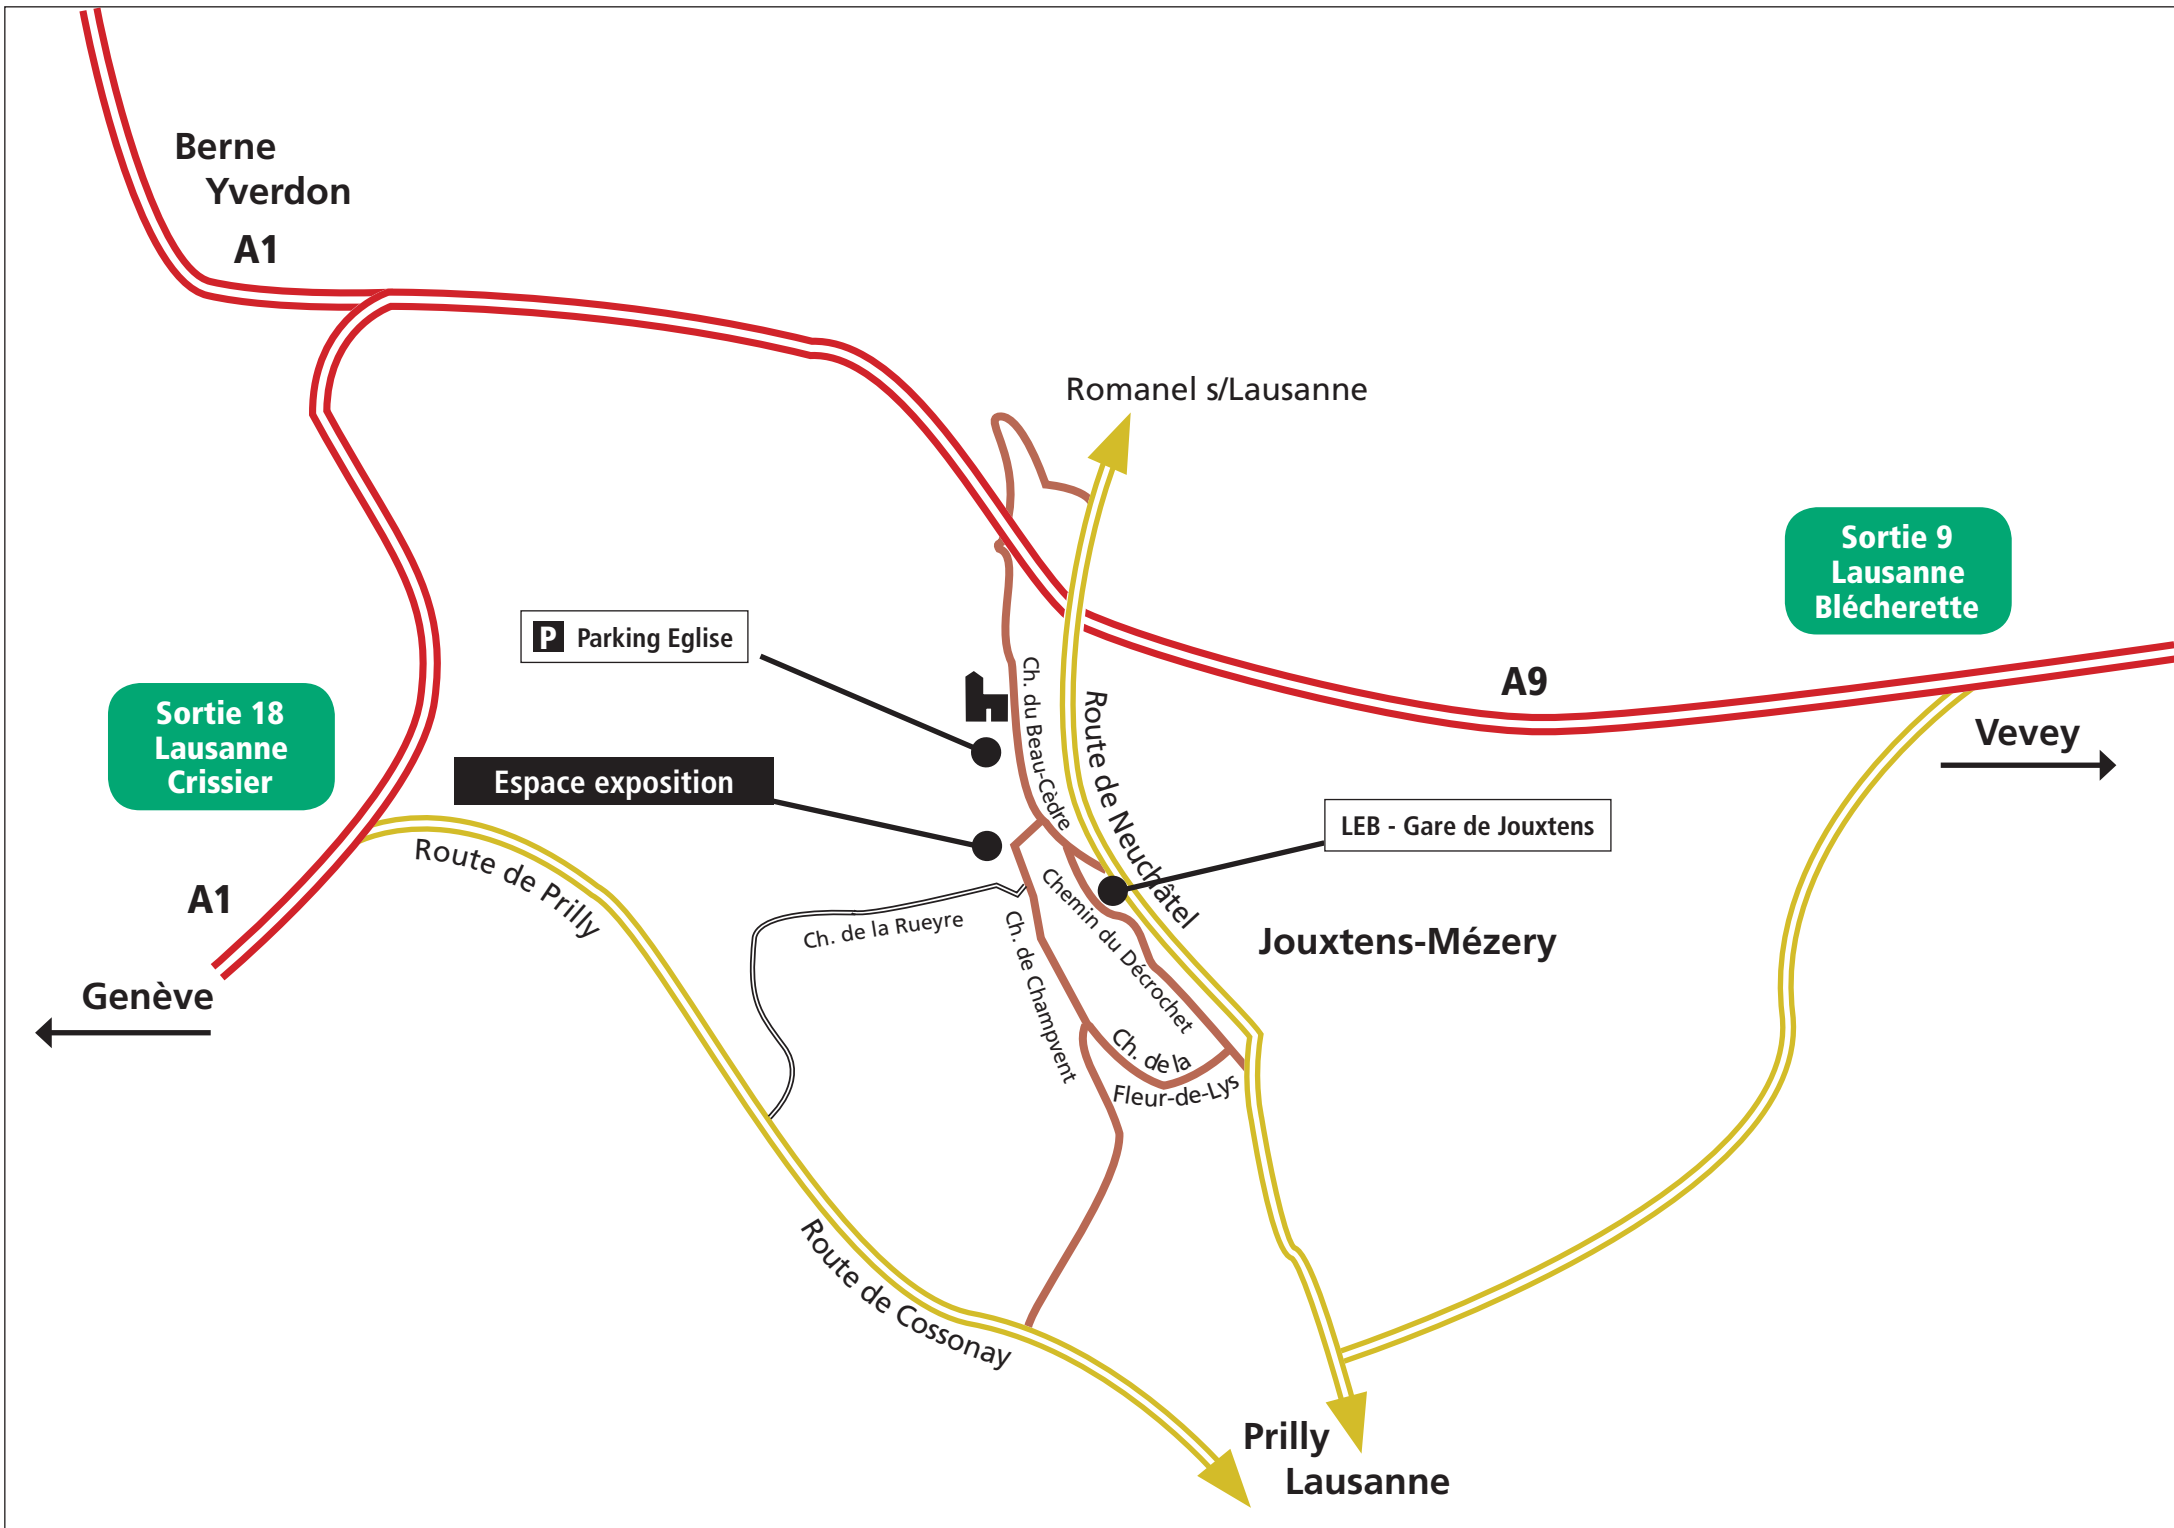 Berne
Yverdon
A1
Romanel s/Lausanne
Sortie 9
Lausanne
Blécherette
P Parking Eglise
A9
Vevey
Sortie 18
Lausanne
Crissier
Espace exposition
Ch. du Beau-Cèdre
Route de Neuchâtel
LEB - Gare de Jouxtens
Route de Prilly
A1
Genève
Ch. de la Rueyre
Ch. de Champvent
Chemin du Décrochet
Jouxtens-Mézery
Ch. de la
Fleur-de-Lys
Route de Cossonay
Prilly
Lausanne